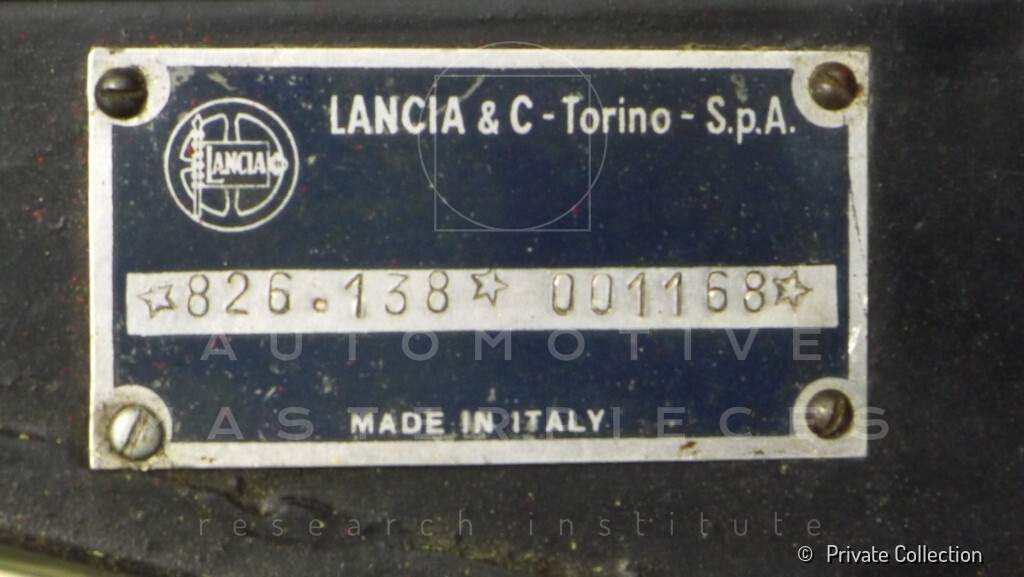 LANCIA & C - Torino - S.p.A.
LANCIA
☆826.138☆ 001168☆
AUTOMOTIVE
MASTERPIECES
MADE IN ITALY
research institute
© Private Collection